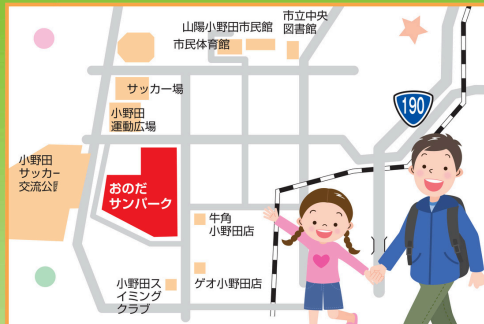 山陽小野田市民館
市民体育館
市立中央
図書館
サッカー場
小野田
運動広場
190
小野田
サッカー
交流公園
おのだ
サンパーク
牛角
小野田店
ゲオ小野田店
小野田ス
イミング
クラブ